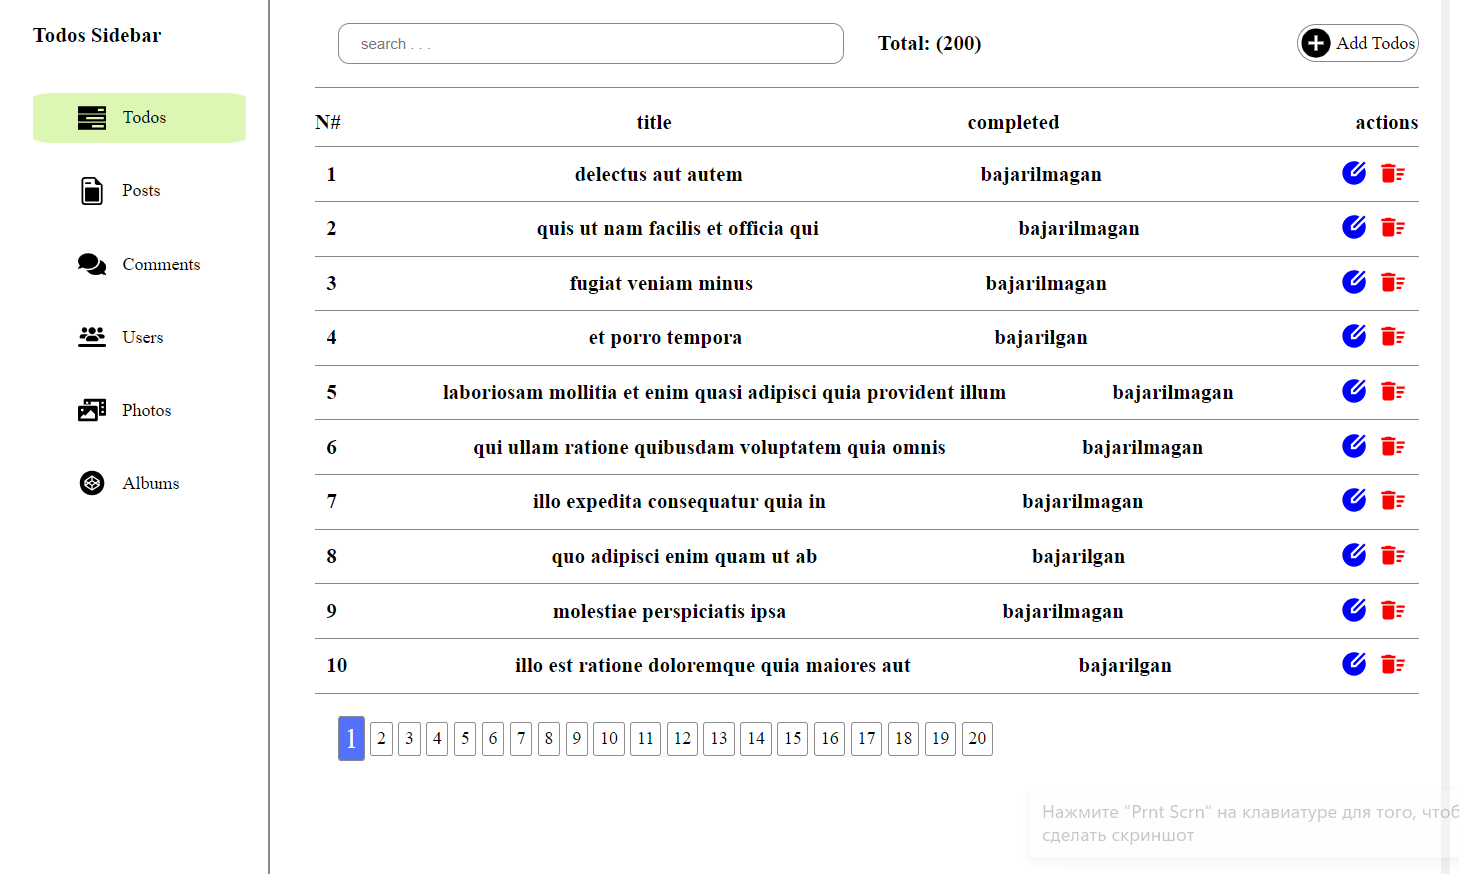 Todos Sidebar
Todos
Posts
Comments
Users
Photos
Albums
search . . .
Total: (200)
Add Todos
N# title completed actions
1 delectus aut autem bajarilmagan
2 quis ut nam facilis et officia qui bajarilmagan
3 fugiat veniam minus bajarilmagan
4 et porro tempora bajarilgan
5 laboriosam mollitia et enim quasi adipisci quia provident illum bajarilmagan
6 qui ullam ratione quibusdam voluptatem quia omnis bajarilmagan
7 illo expedita consequatur quia in bajarilmagan
8 quo adipisci enim quam ut ab bajarilgan
9 molestiae perspiciatis ipsa bajarilmagan
10 illo est ratione doloremque quia maiores aut bajarilgan
1 2 3 4 5 6 7 8 9 10 11 12 13 14 15 16 17 18 19 20
Нажмите "Prnt Scrn" на клавиатуре для того, чтоб
сделать скриншот